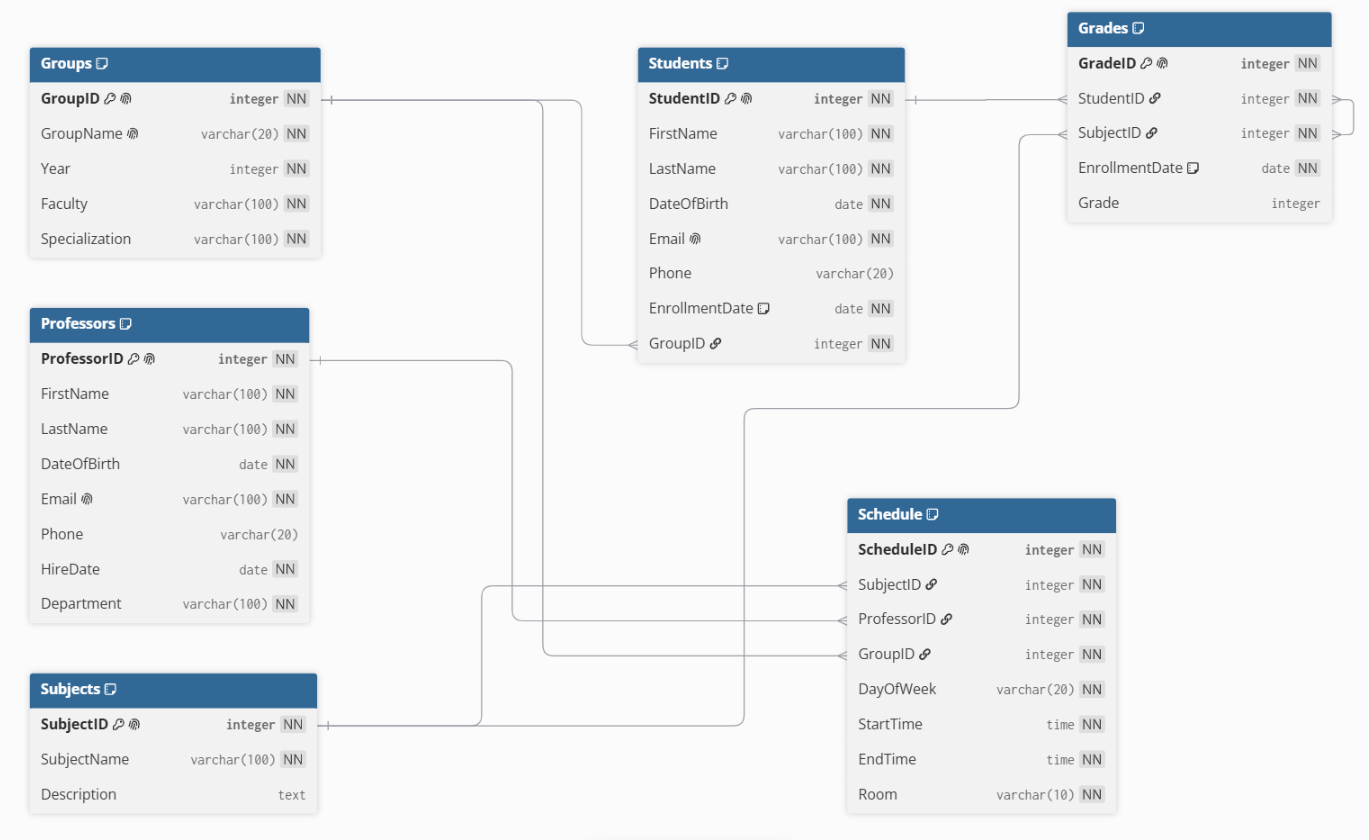 Groups
GroupID integer NN
GroupName varchar(20) NN
Year integer NN
Faculty varchar(100) NN
Specialization varchar(100) NN
Professors
ProfessorID integer NN
FirstName varchar(100) NN
LastName varchar(100) NN
DateOfBirth date NN
Email varchar(100) NN
Phone varchar(20)
HireDate date NN
Department varchar(100) NN
Subjects
SubjectID integer NN
SubjectName varchar(100) NN
Description text
Students
StudentID integer NN
FirstName varchar(100) NN
LastName varchar(100) NN
DateOfBirth date NN
Email varchar(100) NN
Phone varchar(20)
EnrollmentDate date NN
GroupID integer NN
Grades
GradeID integer NN
StudentID integer NN
SubjectID integer NN
EnrollmentDate date NN
Grade integer
Schedule
ScheduleID integer NN
SubjectID integer NN
ProfessorID integer NN
GroupID integer NN
DayOfWeek varchar(20) NN
StartTime time NN
EndTime time NN
Room varchar(10) NN